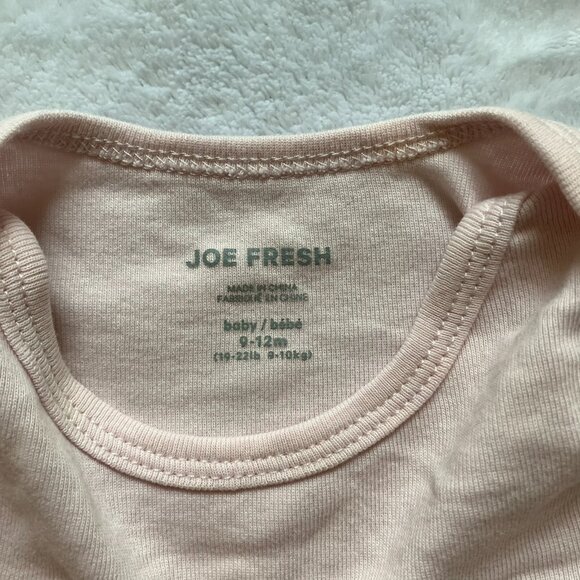 JOE FRESH
MADE IN CHINA
FABRIQUÉ EN CHINE
baby / bébé
9-12m
(19-22lb 9-10kg)